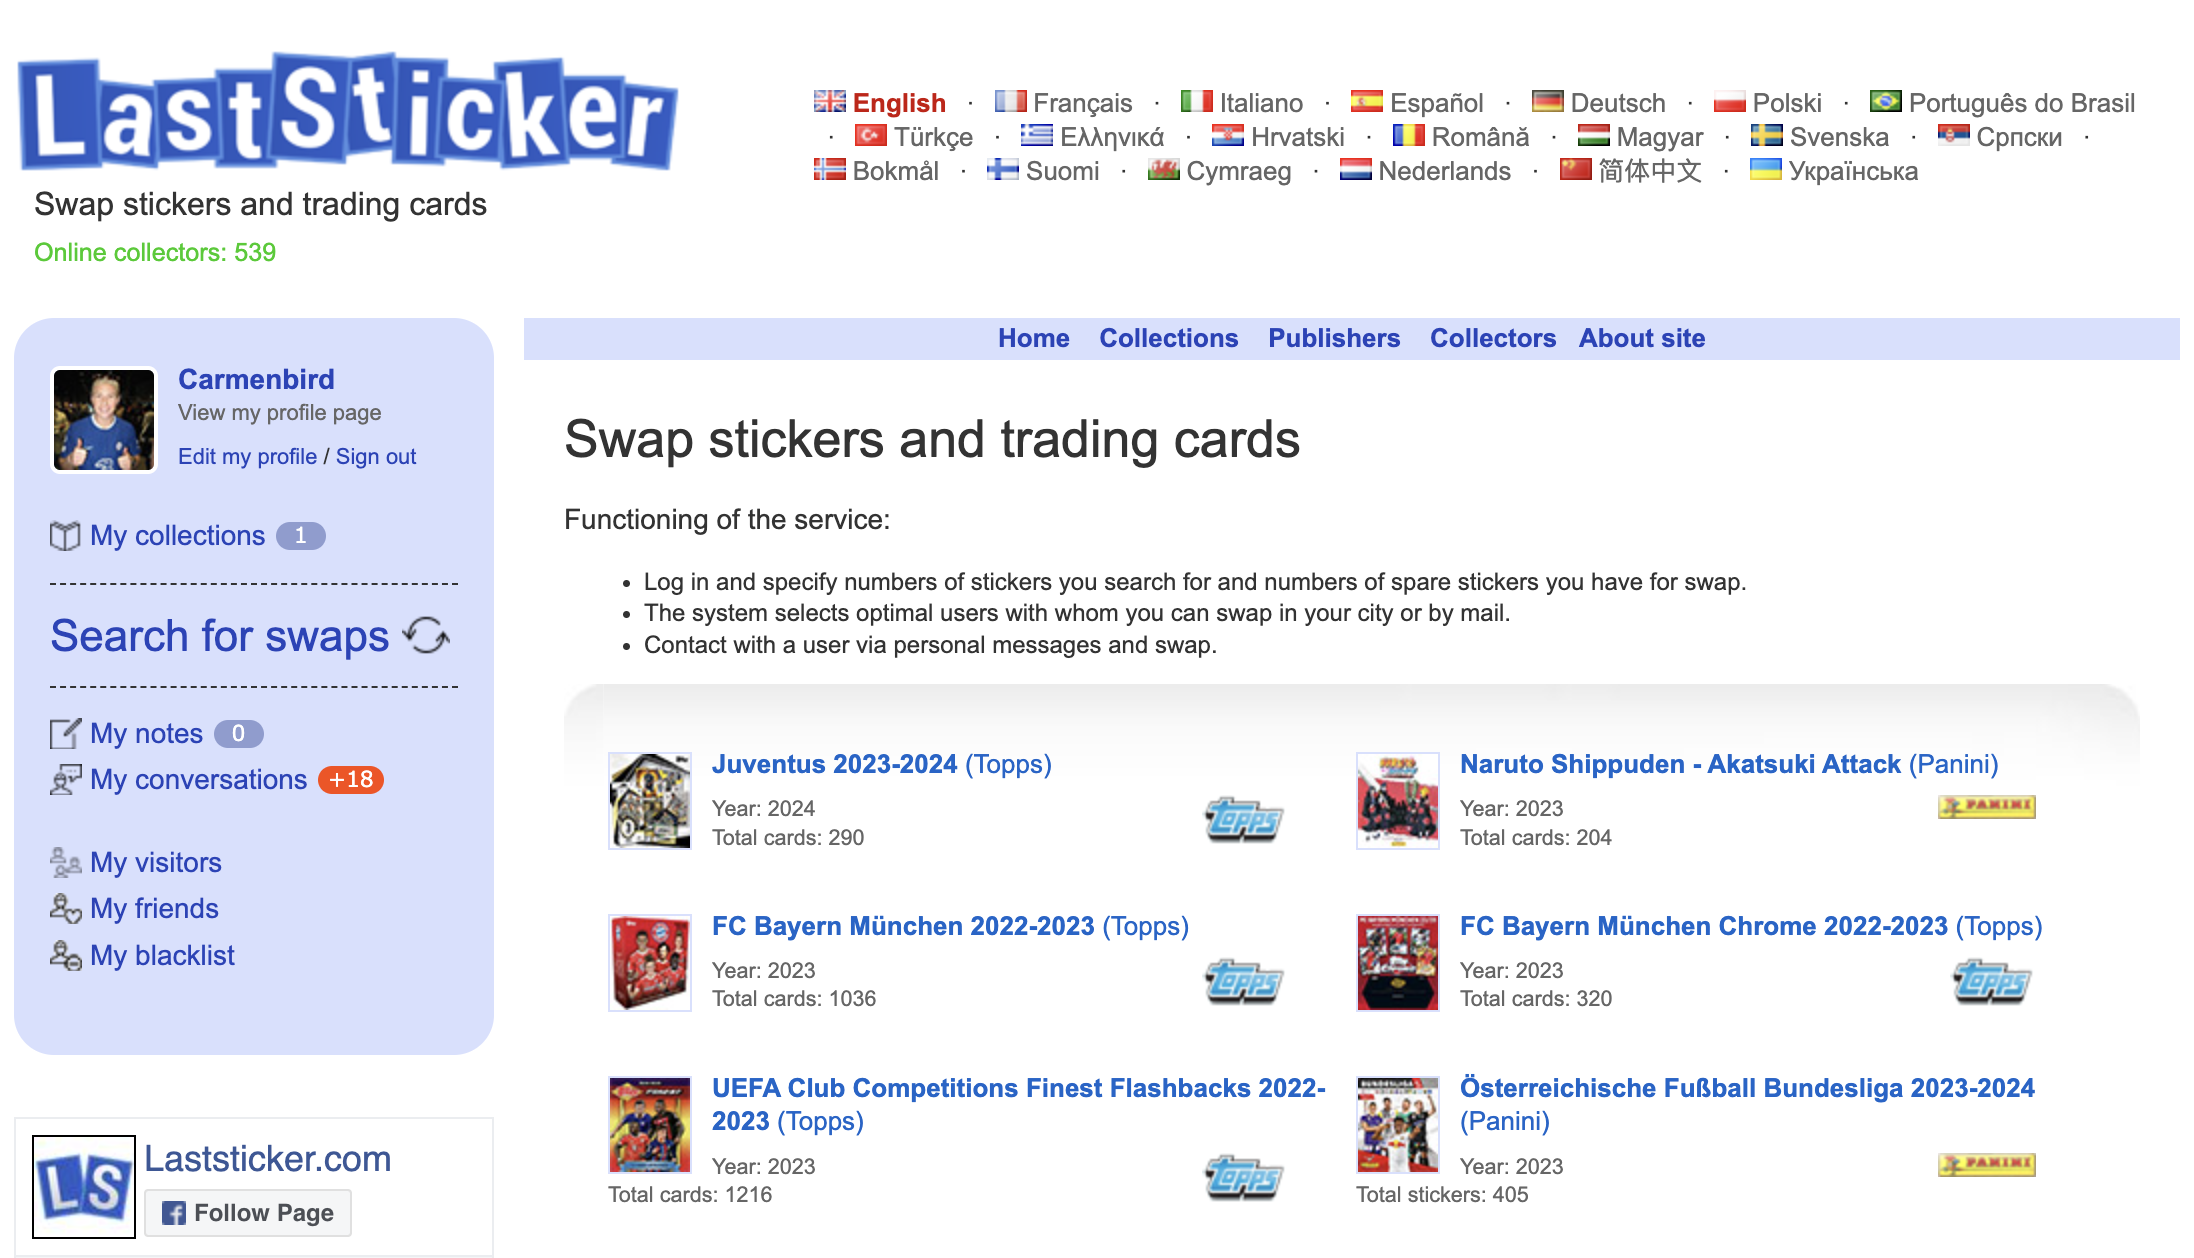 LastSticker
Swap stickers and trading cards
Online collectors: 539
English · Français · Italiano · Español · Deutsch · Polski · Português do Brasil
· Türkçe · Ελληνικά · Hrvatski · Română · Magyar · Svenska · Српски ·
Bokmål · Suomi · Cymraeg · Nederlands · 简体中文 · Українська
Carmenbird
View my profile page
Edit my profile / Sign out
My collections 1
Search for swaps
My notes 0
My conversations +18
My visitors
My friends
My blacklist
LS
Laststicker.com
Follow Page
Home Collections Publishers Collectors About site
Swap stickers and trading cards
Functioning of the service:
• Log in and specify numbers of stickers you search for and numbers of spare stickers you have for swap.
• The system selects optimal users with whom you can swap in your city or by mail.
• Contact with a user via personal messages and swap.
Juventus 2023-2024 (Topps)
Year: 2024
Total cards: 290
Topps
Naruto Shippuden - Akatsuki Attack (Panini)
Year: 2023
Total cards: 204
PANINI
FC Bayern München 2022-2023 (Topps)
Year: 2023
Total cards: 1036
Topps
FC Bayern München Chrome 2022-2023 (Topps)
Year: 2023
Total cards: 320
Topps
UEFA Club Competitions Finest Flashbacks 2022-
2023 (Topps)
Year: 2023
Total cards: 1216
Topps
Österreichische Fußball Bundesliga 2023-2024
(Panini)
Year: 2023
Total stickers: 405
PANINI